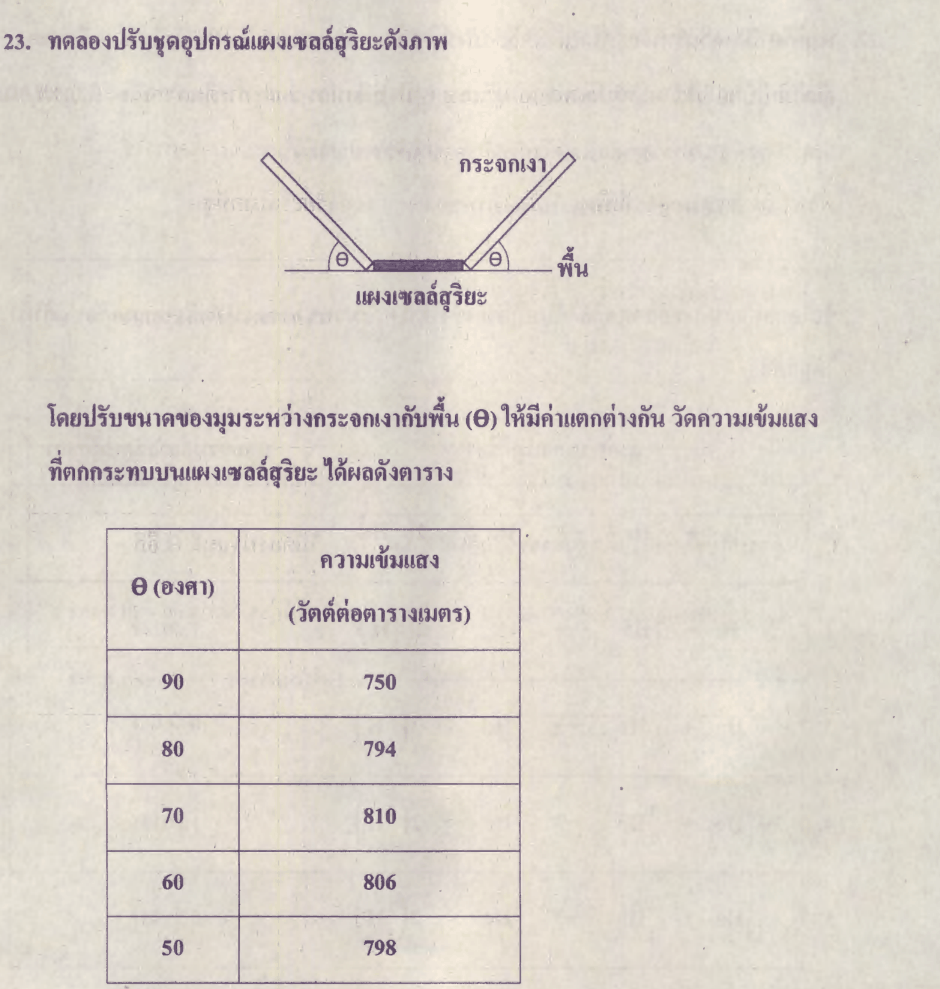 23. ทดลองปรับชุดอุปกรณ์แผงเซลล์สุริยะดังภาพ
กระจกเงา
θ θ พื้น
แผงเซลล์สุริยะ
โดยปรับขนาดของมุมระหว่างกระจกเงากับพื้น (θ) ให้มีค่าแตกต่างกัน วัดความเข้มแสง
ที่ตกกระทบบนแผงเซลล์สุริยะ ได้ผลดังตาราง
θ (องศา) ความเข้มแสง
(วัตต์ต่อตารางเมตร)
90 750
80 794
70 810
60 806
50 798